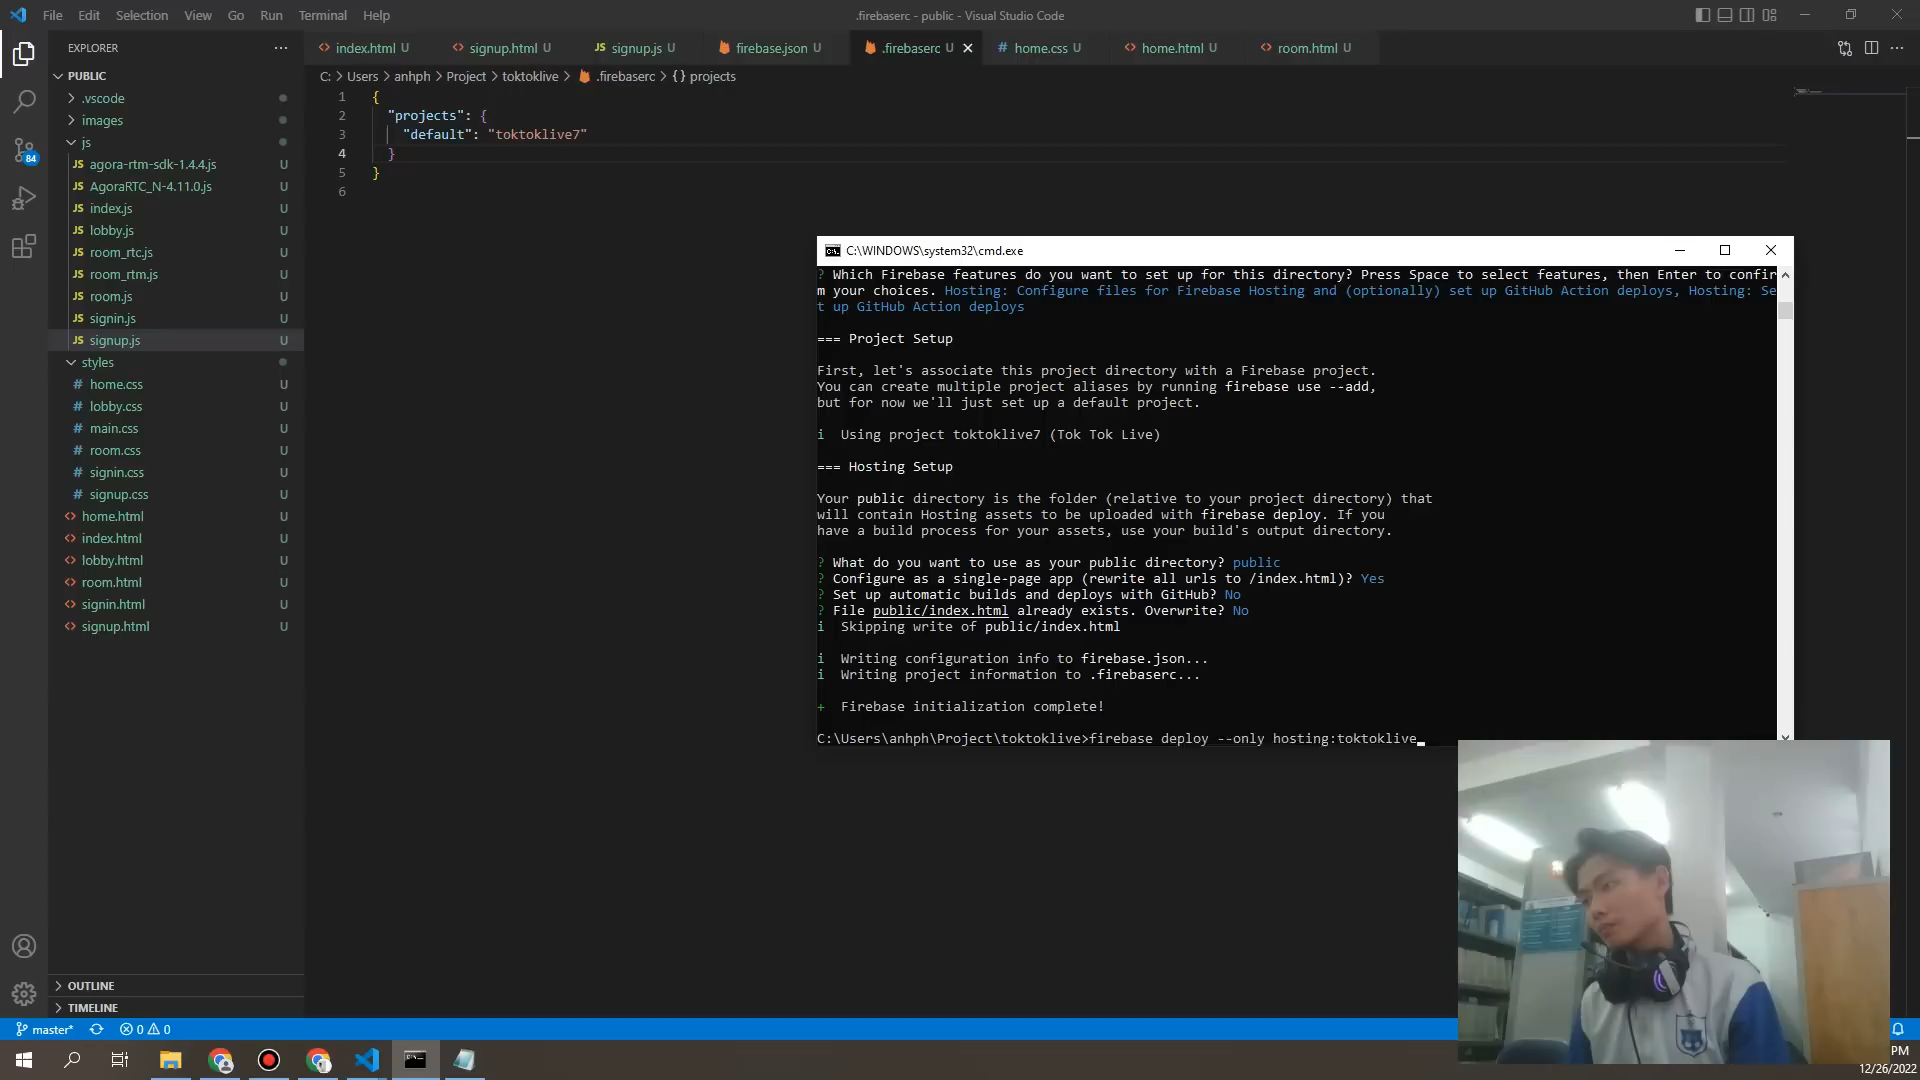 File Edit Selection View Go Run Terminal Help
.firebaserc - public - Visual Studio Code
EXPLORER
index.html U
signup.html U
JS signup.js U
firebase.json U
.firebaserc U
# home.css U
home.html U
room.html U
C: > Users > anhph > Project > toktoklive > .firebaserc > {} projects
PUBLIC
.vscode
images
js
JS agora-rtm-sdk-1.4.4.js U
JS AgoraRTC_N-4.11.0.js U
JS index.js U
JS lobby.js U
JS room_rtc.js U
JS room_rtm.js U
JS room.js U
JS signin.js U
JS signup.js U
styles
# home.css U
# lobby.css U
# main.css U
# room.css U
# signin.css U
# signup.css U
home.html U
index.html U
lobby.html U
room.html U
signin.html U
signup.html U
84
OUTLINE
TIMELINE
1 {
2 "projects": {
3 "default": "toktoklive7"
4 }
5 }
6
C:\WINDOWS\system32\cmd.exe
? Which Firebase features do you want to set up for this directory? Press Space to select features, then Enter to confir
m your choices. Hosting: Configure files for Firebase Hosting and (optionally) set up GitHub Action deploys, Hosting: Se
t up GitHub Action deploys
=== Project Setup
First, let's associate this project directory with a Firebase project.
You can create multiple project aliases by running firebase use --add,
but for now we'll just set up a default project.
i Using project toktoklive7 (Tok Tok Live)
=== Hosting Setup
Your public directory is the folder (relative to your project directory) that
will contain Hosting assets to be uploaded with firebase deploy. If you
have a build process for your assets, use your build's output directory.
? What do you want to use as your public directory? public
? Configure as a single-page app (rewrite all urls to /index.html)? Yes
? Set up automatic builds and deploys with GitHub? No
? File public/index.html already exists. Overwrite? No
i Skipping write of public/index.html
i Writing configuration info to firebase.json...
i Writing project information to .firebaserc...
+ Firebase initialization complete!
C:\Users\anhph\Project\toktoklive>firebase deploy --only hosting:toktoklive_
master* 0 0
PM
12/26/2022